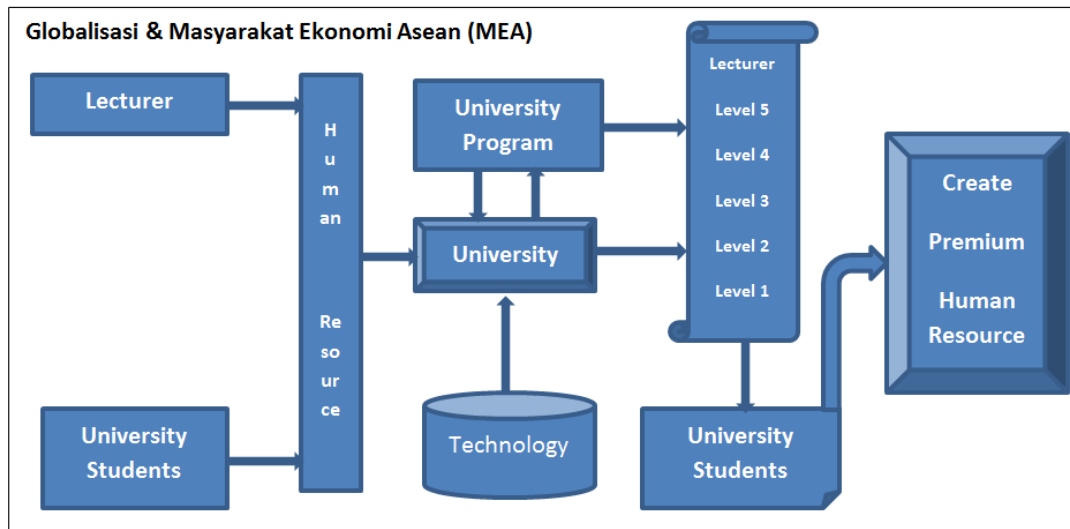 Globalisasi & Masyarakat Ekonomi Asean (MEA)
Lecturer
University
Students
H
u
m
an
Re
so
ur
ce
University
Program
University
Technology
Lecturer
Level 5
Level 4
Level 3
Level 2
Level 1
University
Students
Create
Premium
Human
Resource